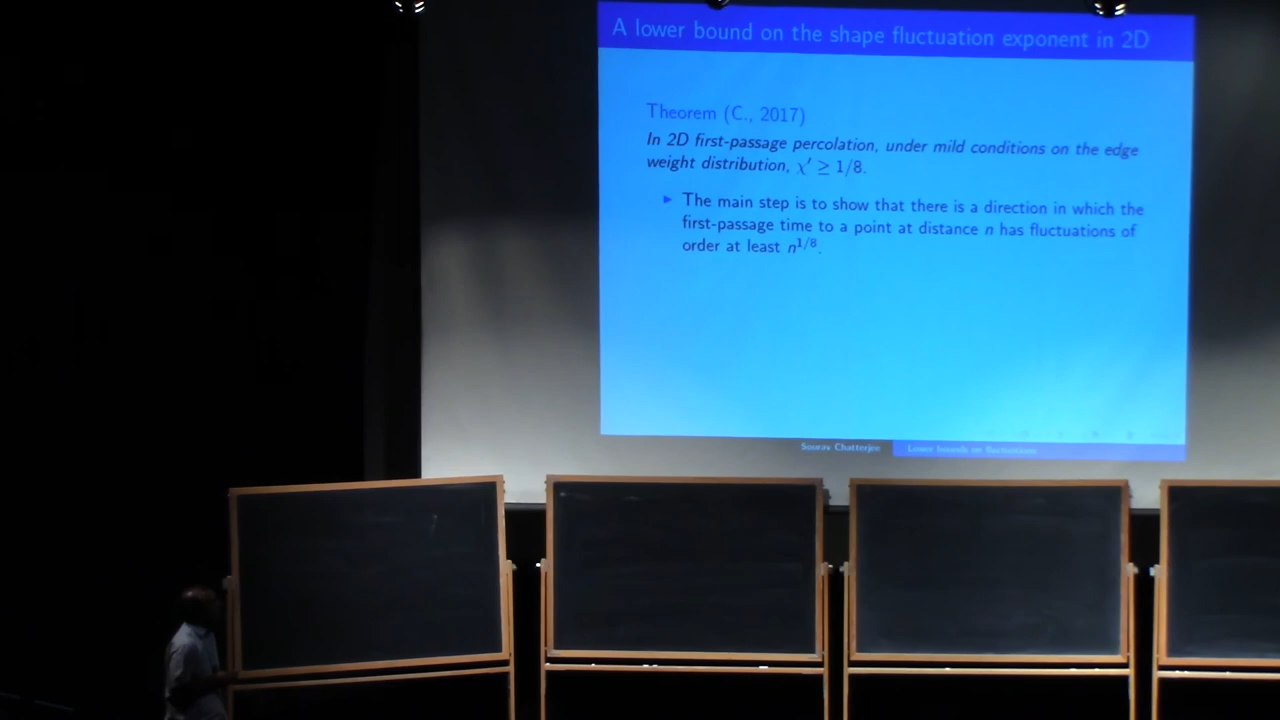 A lower bound on the shape fluctuation exponent in 2D
Theorem (C., 2017)
In 2D first-passage percolation, under mild conditions on the edge
weight distribution, χ′ ≥ 1/8.
► The main step is to show that there is a direction in which the
first-passage time to a point at distance n has fluctuations of
order at least n^{1/8}.
Sourav Chatterjee
Lower bounds on fluctuations